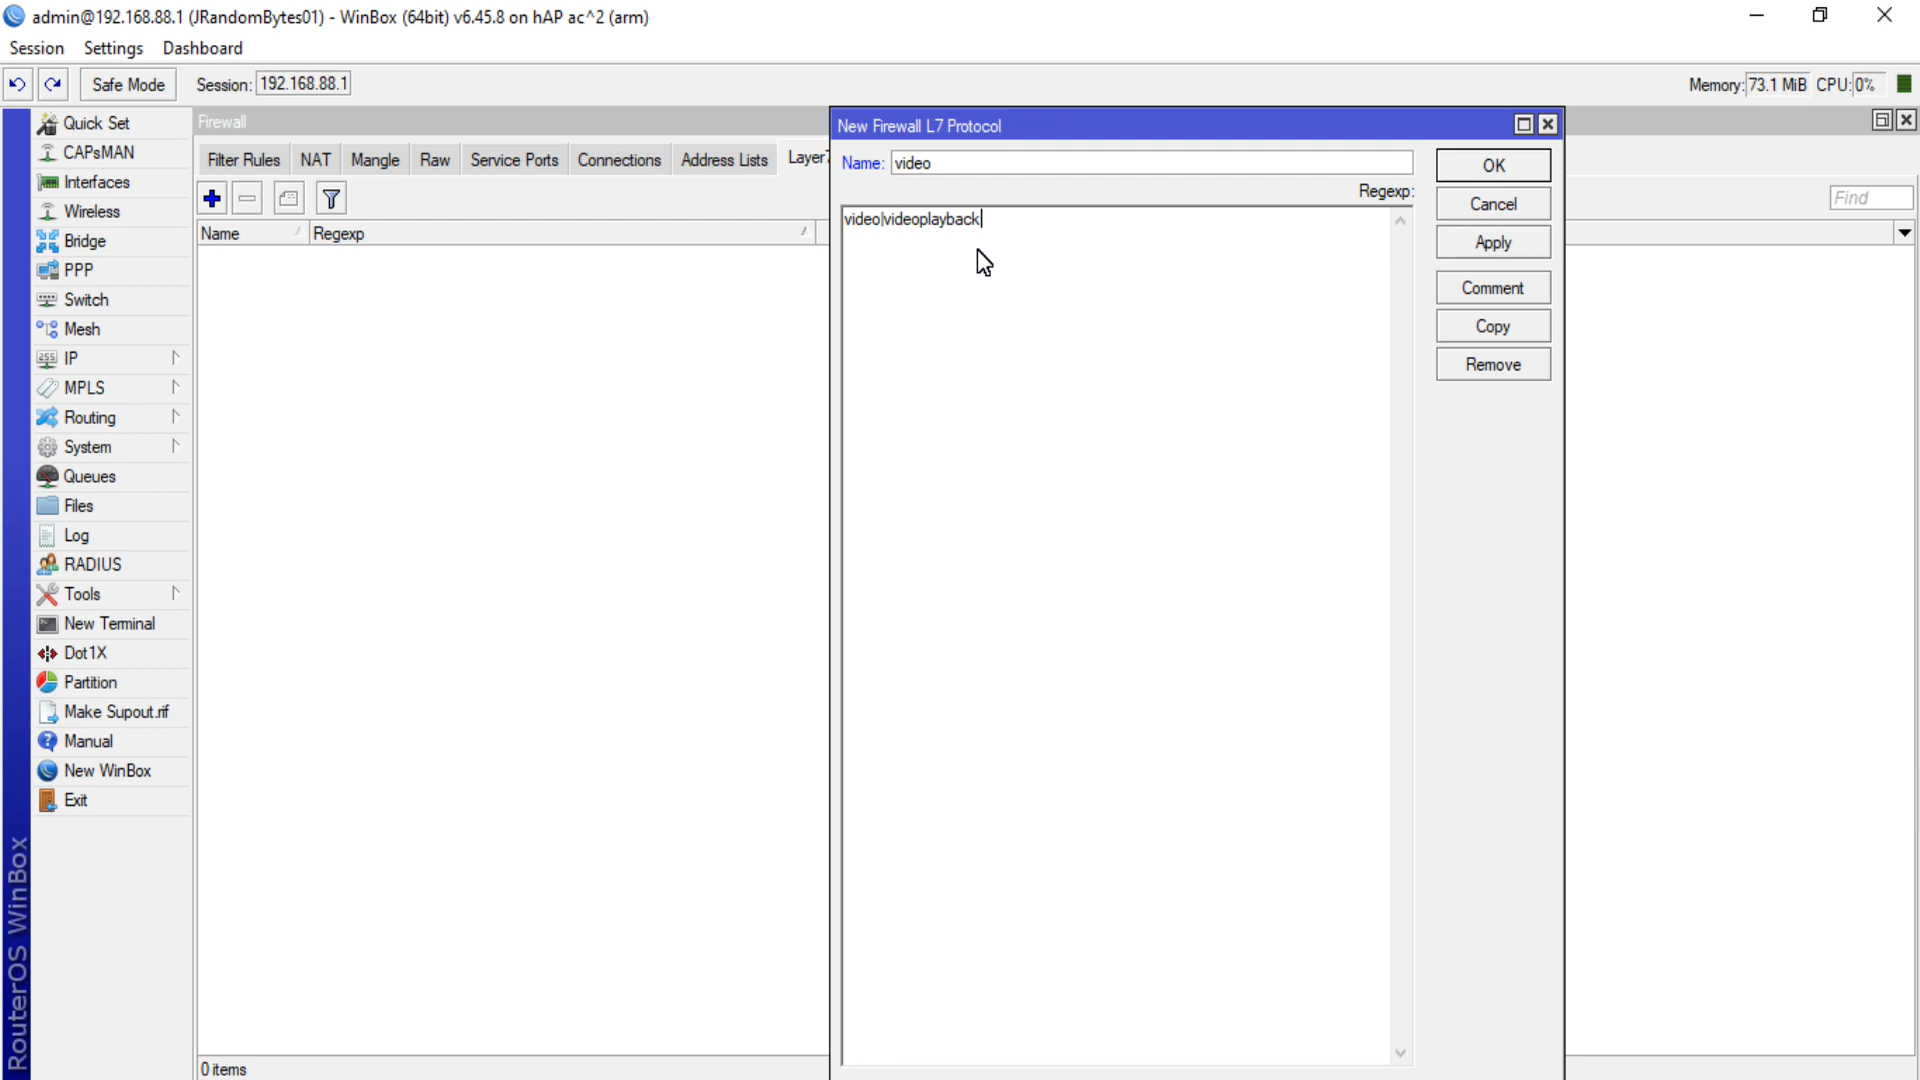 admin@192.168.88.1 (JRandomBytes01) - WinBox (64bit) v6.45.8 on hAP ac^2 (arm)
Session Settings Dashboard
Safe Mode Session: 192.168.88.1 Memory: 73.1 MiB CPU: 0%
Quick Set
CAPsMAN
Interfaces
Wireless
Bridge
PPP
Switch
Mesh
IP
MPLS
Routing
System
Queues
Files
Log
RADIUS
Tools
New Terminal
Dot1X
Partition
Make Supout.rif
Manual
New WinBox
Exit
RouterOS WinBox
Firewall
Filter Rules NAT Mangle Raw Service Ports Connections Address Lists Layer7
Find
Name Regexp
0 items
New Firewall L7 Protocol
Name: video
Regexp:
video|videoplayback
OK
Cancel
Apply
Comment
Copy
Remove